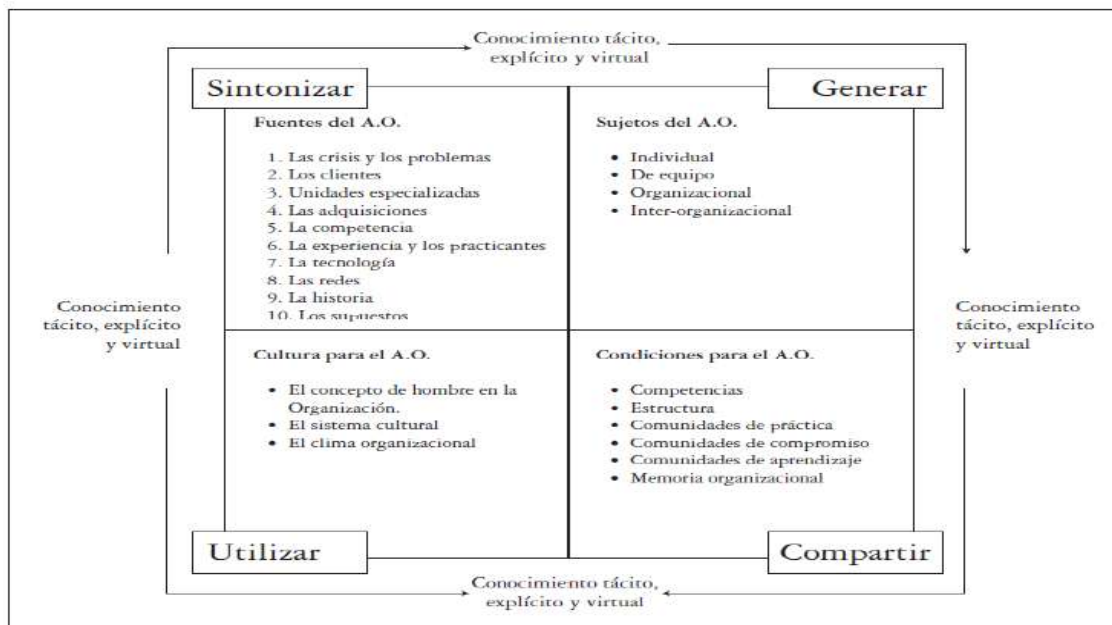 Conocimiento tácito,
explícito y virtual
Sintonizar
Generar
Fuentes del A.O.
1. Las crisis y los problemas
2. Los clientes
3. Unidades especializadas
4. Las adquisiciones
5. La competencia
6. La experiencia y los practicantes
7. La tecnología
8. Las redes
9. La historia
10. Los supuestos
Sujetos del A.O.
• Individual
• De equipo
• Organizacional
• Inter-organizacional
Conocimiento
tácito, explícito
y virtual
Conocimiento
tácito, explícito
y virtual
Cultura para el A.O.
• El concepto de hombre en la
Organización.
• El sistema cultural
• El clima organizacional
Condiciones para el A.O.
• Competencias
• Estructura
• Comunidades de práctica
• Comunidades de compromiso
• Comunidades de aprendizaje
• Memoria organizacional
Utilizar
Compartir
Conocimiento tácito,
explícito y virtual